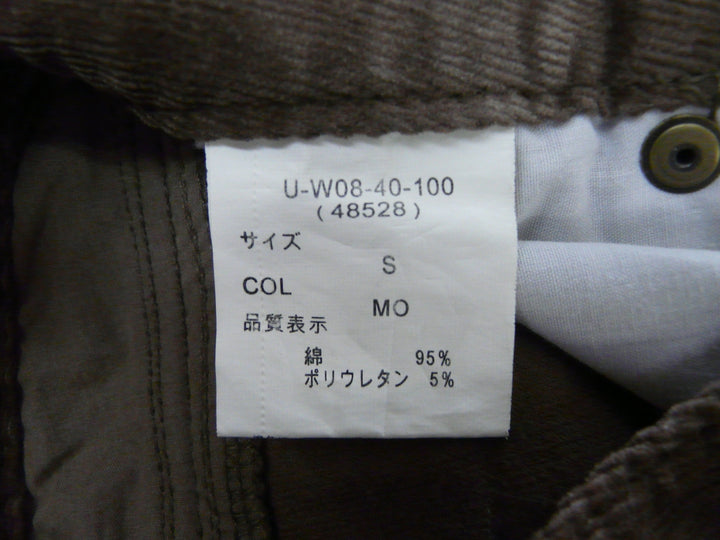 U-W08-40-100
(48528)
サイズ
S
COL
MO
品質表示
綿 95%
ポリウレタン 5%